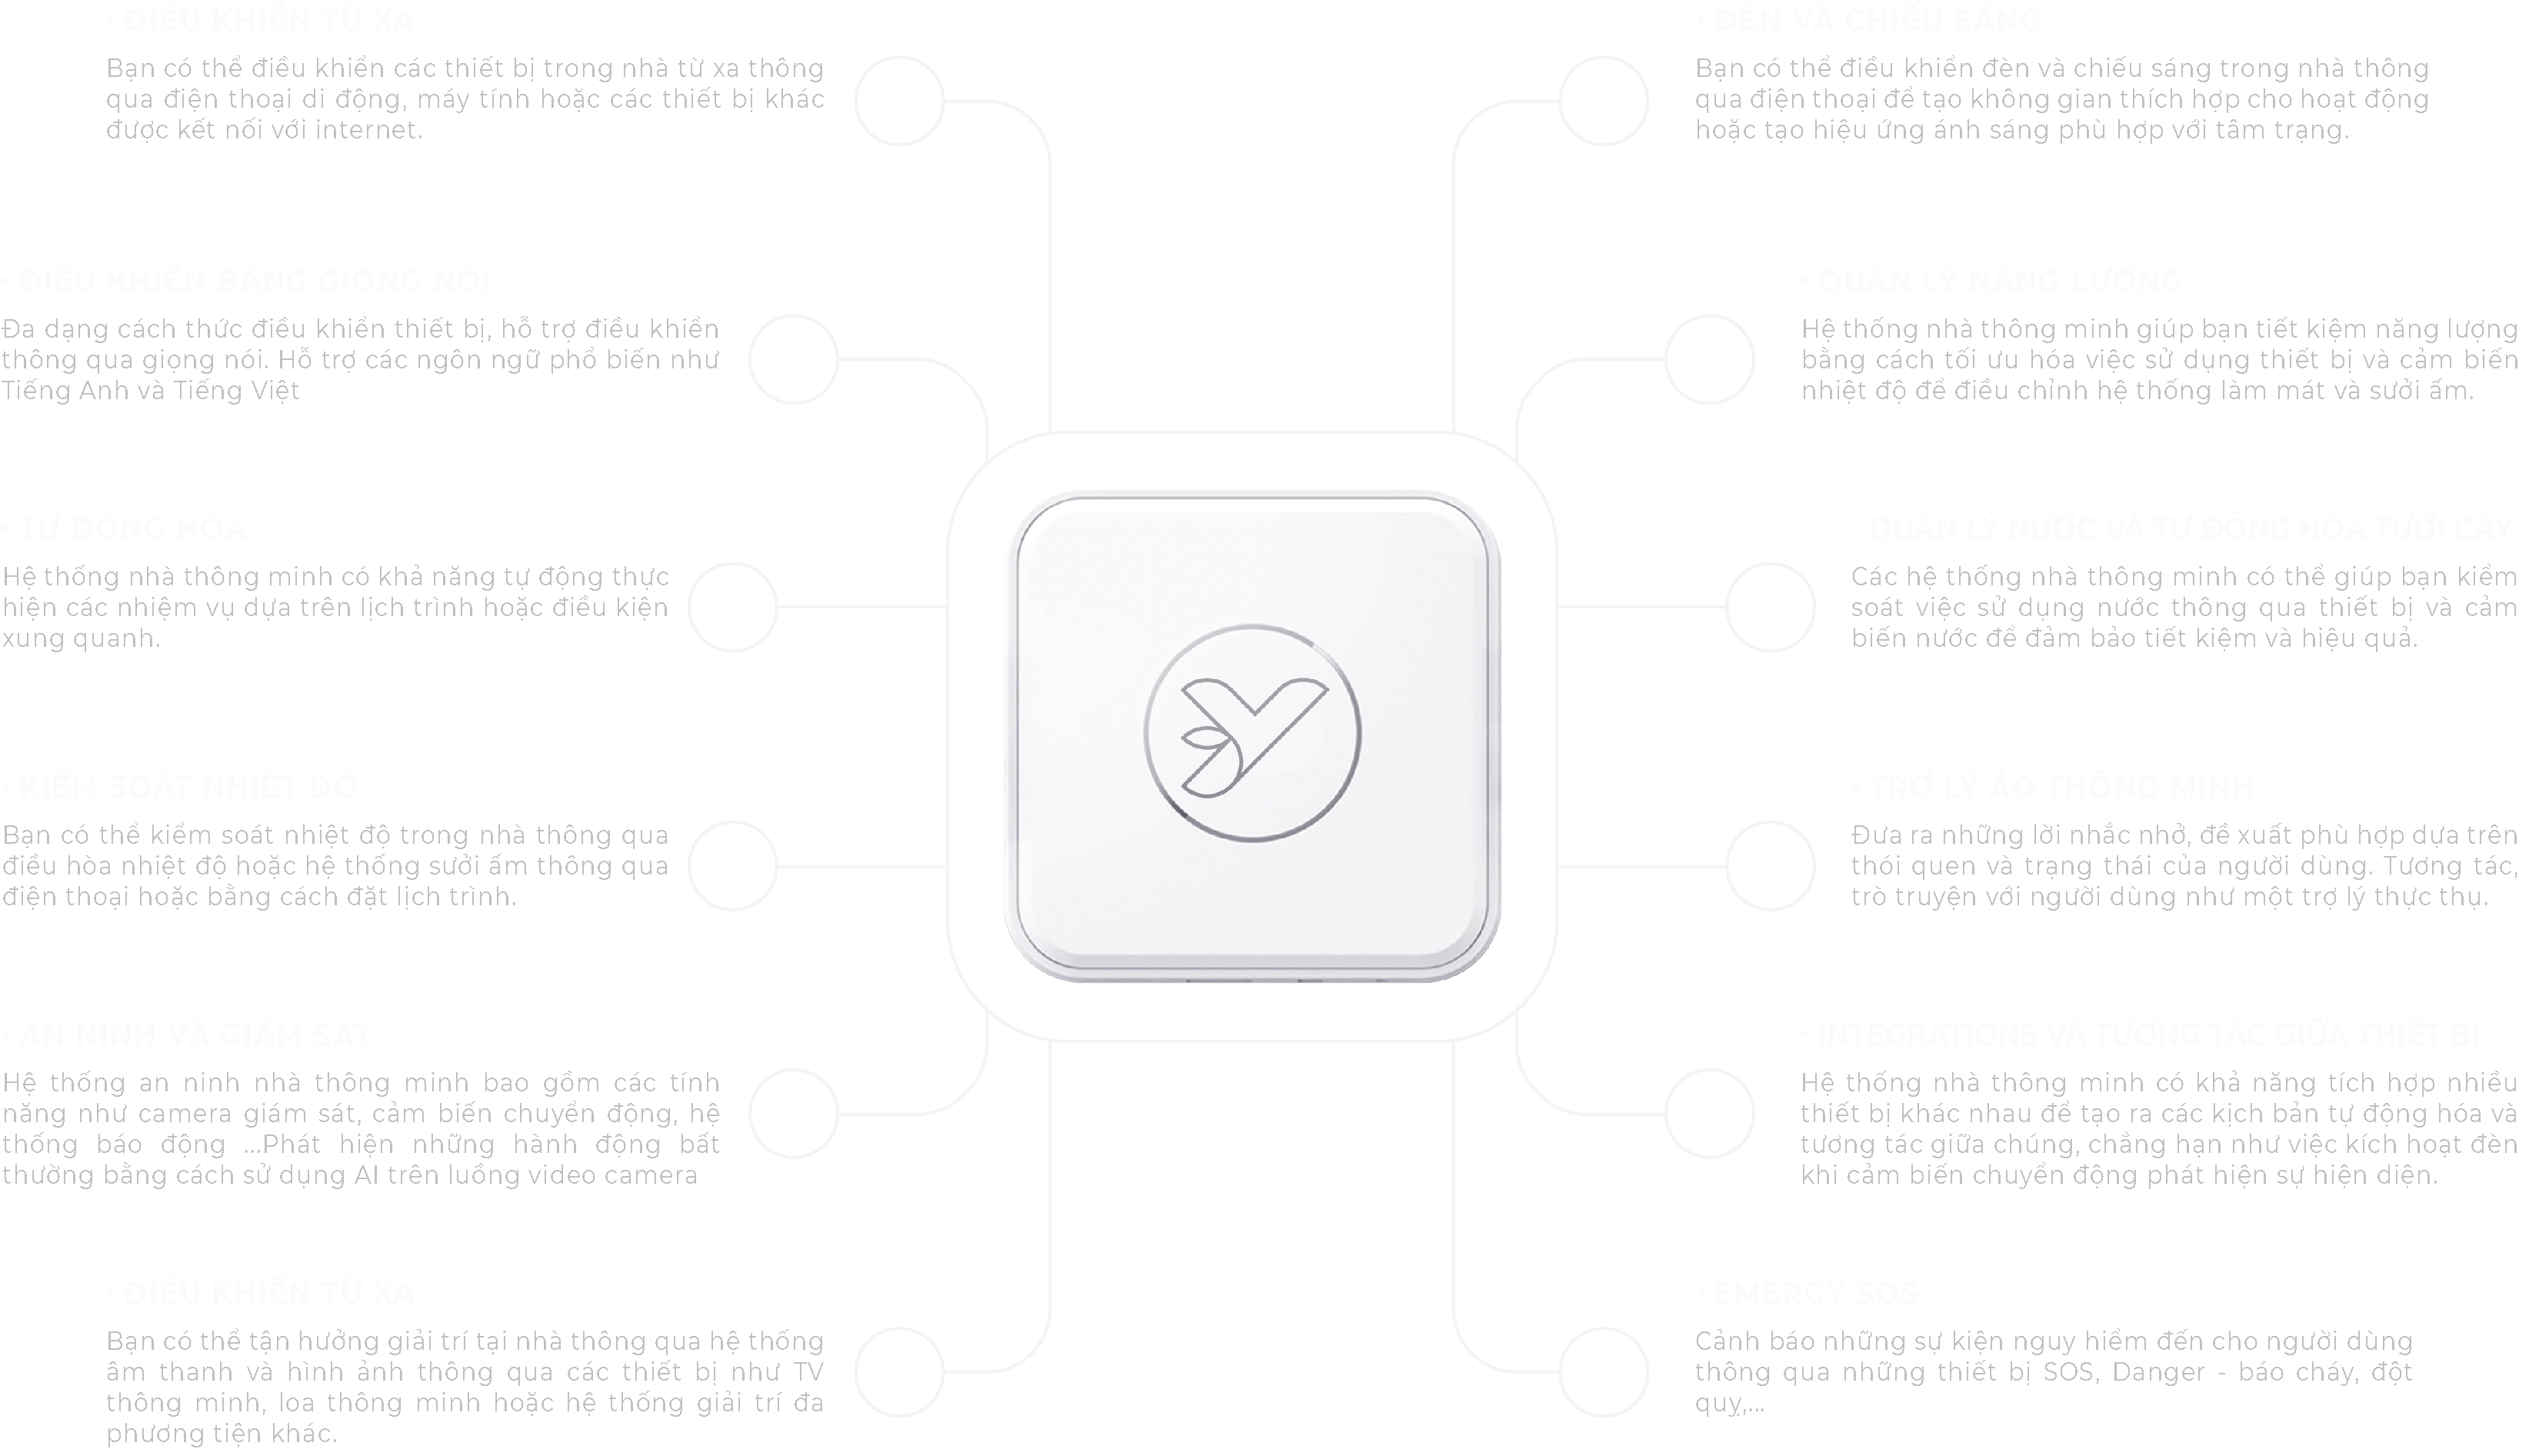 • ĐIỀU KHIỂN TỪ XA
Bạn có thể điều khiển các thiết bị trong nhà từ xa thông
qua điện thoại di động, máy tính hoặc các thiết bị khác
được kết nối với internet.
• ĐIỀU KHIỂN BẰNG GIỌNG NÓI
Đa dạng cách thức điều khiển thiết bị, hỗ trợ điều khiển
thông qua giọng nói. Hỗ trợ các ngôn ngữ phổ biến như
Tiếng Anh và Tiếng Việt
• TỰ ĐỘNG HÓA
Hệ thống nhà thông minh có khả năng tự động thực
hiện các nhiệm vụ dựa trên lịch trình hoặc điều kiện
xung quanh.
• KIỂM SOÁT NHIỆT ĐỘ
Bạn có thể kiểm soát nhiệt độ trong nhà thông qua
điều hòa nhiệt độ hoặc hệ thống sưởi ấm thông qua
điện thoại hoặc bằng cách đặt lịch trình.
• AN NINH VÀ GIÁM SÁT
Hệ thống an ninh nhà thông minh bao gồm các tính
năng như camera giám sát, cảm biến chuyển động, hệ
thống báo động ...Phát hiện những hành động bất
thường bằng cách sử dụng AI trên luồng video camera
• ĐIỀU KHIỂN TỪ XA
Bạn có thể tận hưởng giải trí tại nhà thông qua hệ thống
âm thanh và hình ảnh thông qua các thiết bị như TV
thông minh, loa thông minh hoặc hệ thống giải trí đa
phương tiện khác.
• ĐÈN VÀ CHIẾU SÁNG
Bạn có thể điều khiển đèn và chiếu sáng trong nhà thông
qua điện thoại để tạo không gian thích hợp cho hoạt động
hoặc tạo hiệu ứng ánh sáng phù hợp với tâm trạng.
• QUẢN LÝ NĂNG LƯỢNG
Hệ thống nhà thông minh giúp bạn tiết kiệm năng lượng
bằng cách tối ưu hóa việc sử dụng thiết bị và cảm biến
nhiệt độ để điều chỉnh hệ thống làm mát và sưởi ấm.
• QUẢN LÝ NƯỚC VÀ TỰ ĐỘNG HÓA TƯỚI CÂY
Các hệ thống nhà thông minh có thể giúp bạn kiểm
soát việc sử dụng nước thông qua thiết bị và cảm
biến nước để đảm bảo tiết kiệm và hiệu quả.
• TRỢ LÝ ẢO THÔNG MINH
Đưa ra những lời nhắc nhở, đề xuất phù hợp dựa trên
thói quen và trạng thái của người dùng. Tương tác,
trò truyện với người dùng như một trợ lý thực thụ.
• INTEGRATIONS VÀ TƯƠNG TÁC GIỮA THIẾT BỊ
Hệ thống nhà thông minh có khả năng tích hợp nhiều
thiết bị khác nhau để tạo ra các kịch bản tự động hóa và
tương tác giữa chúng, chẳng hạn như việc kích hoạt đèn
khi cảm biến chuyển động phát hiện sự hiện diện.
• EMERGY SOS
Cảnh báo những sự kiện nguy hiểm đến cho người dùng
thông qua những thiết bị SOS, Danger - báo cháy, đột
quỵ,...